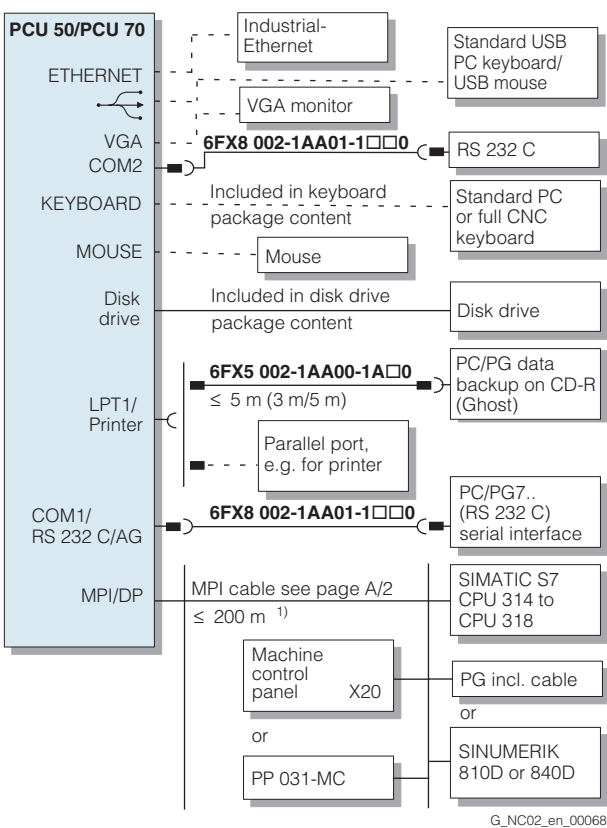 PCU 50/PCU 70
Industrial-
Ethernet
ETHERNET
Standard USB
PC keyboard/
USB mouse
VGA monitor
VGA
6FX8 002-1AA01-1□□0
COM2
RS 232 C
KEYBOARD
Included in keyboard
package content
Standard PC
or full CNC
keyboard
MOUSE
Mouse
Disk
drive
Included in disk drive
package content
Disk drive
6FX5 002-1AA00-1A□0
≤ 5 m (3 m/5 m)
PC/PG data
backup on CD-R
(Ghost)
LPT1/
Printer
Parallel port,
e.g. for printer
COM1/
RS 232 C/AG
6FX8 002-1AA01-1□□0
PC/PG7..
(RS 232 C)
serial interface
MPI/DP
MPI cable see page A/2
≤ 200 m 1)
SIMATIC S7
CPU 314 to
CPU 318
Machine
control
panel X20
PG incl. cable
or
or
PP 031-MC
SINUMERIK
810D or 840D
G_NC02_en_00068